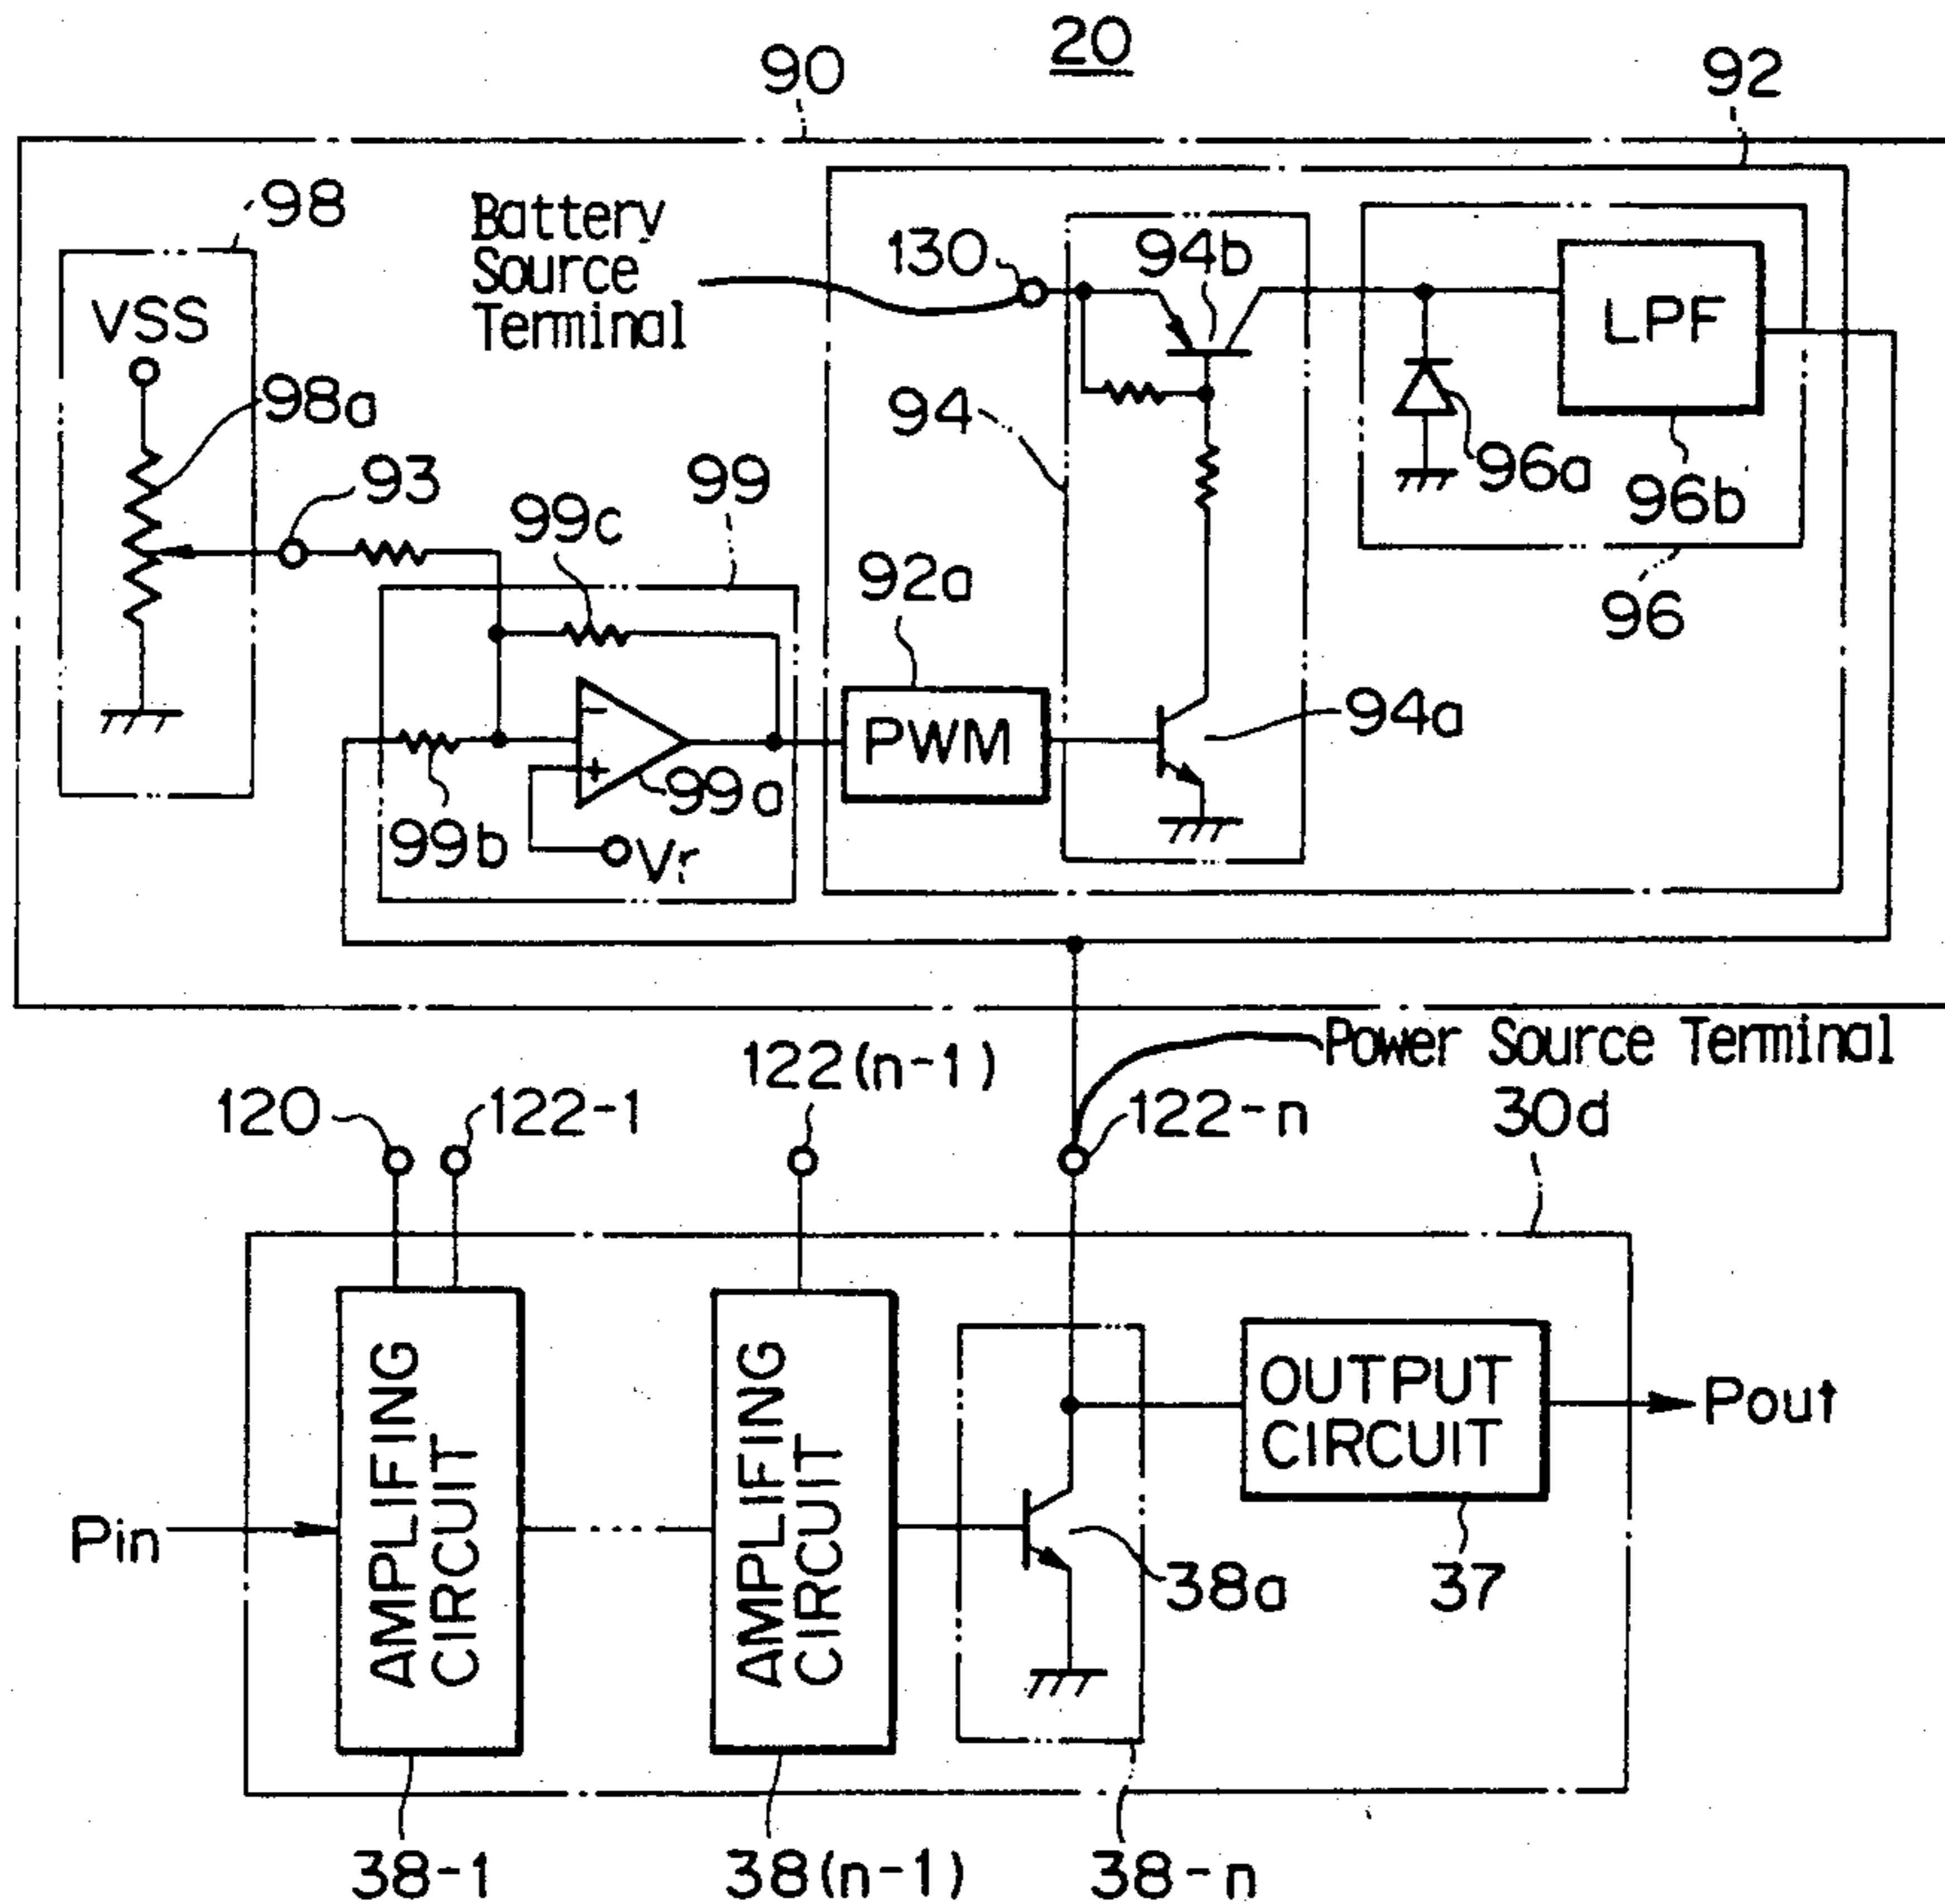 20
90
92
98
Battery
Source
Terminal
130
94b
VSS
LPF
98a
94
93
99
96a
96b
99c
92a
96
PWM
94a
-
+
99a
99b
Vr
Power Source Terminal
122(n-1)
120
122-1
122-n
30d
AMPLIFING
CIRCUIT
AMPLIFING
CIRCUIT
OUTPUT
CIRCUIT
Pout
Pin
38a
37
38-1
38(n-1)
38-n